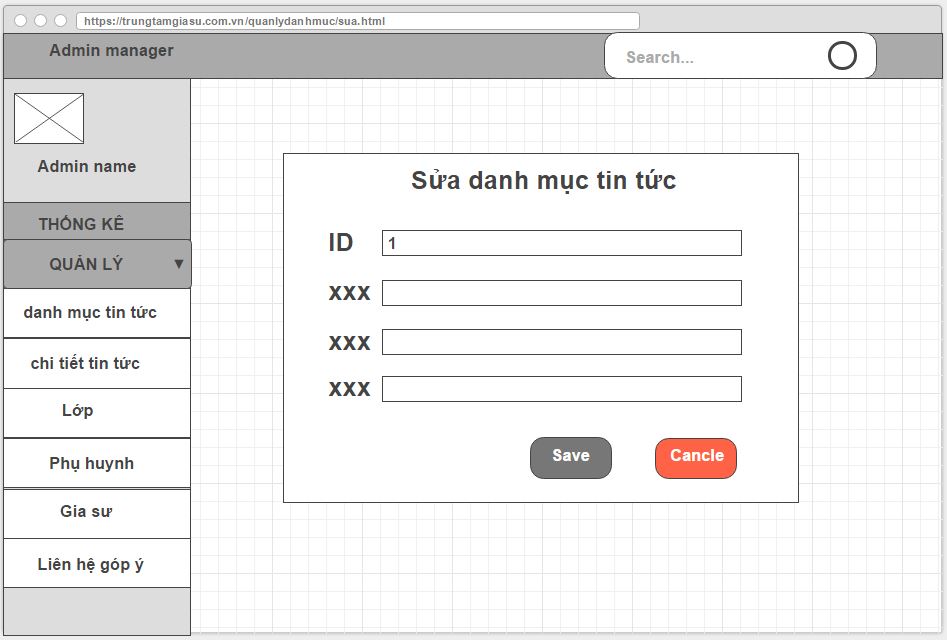 https://trungtamgiasu.com.vn/quanlydanhmuc/sua.html
Admin manager
Search...
Admin name
THỐNG KÊ
QUẢN LÝ
danh mục tin tức
chi tiết tin tức
Lớp
Phụ huynh
Gia sư
Liên hệ góp ý
Sửa danh mục tin tức
ID 1
xxx
xxx
xxx
Save Cancle